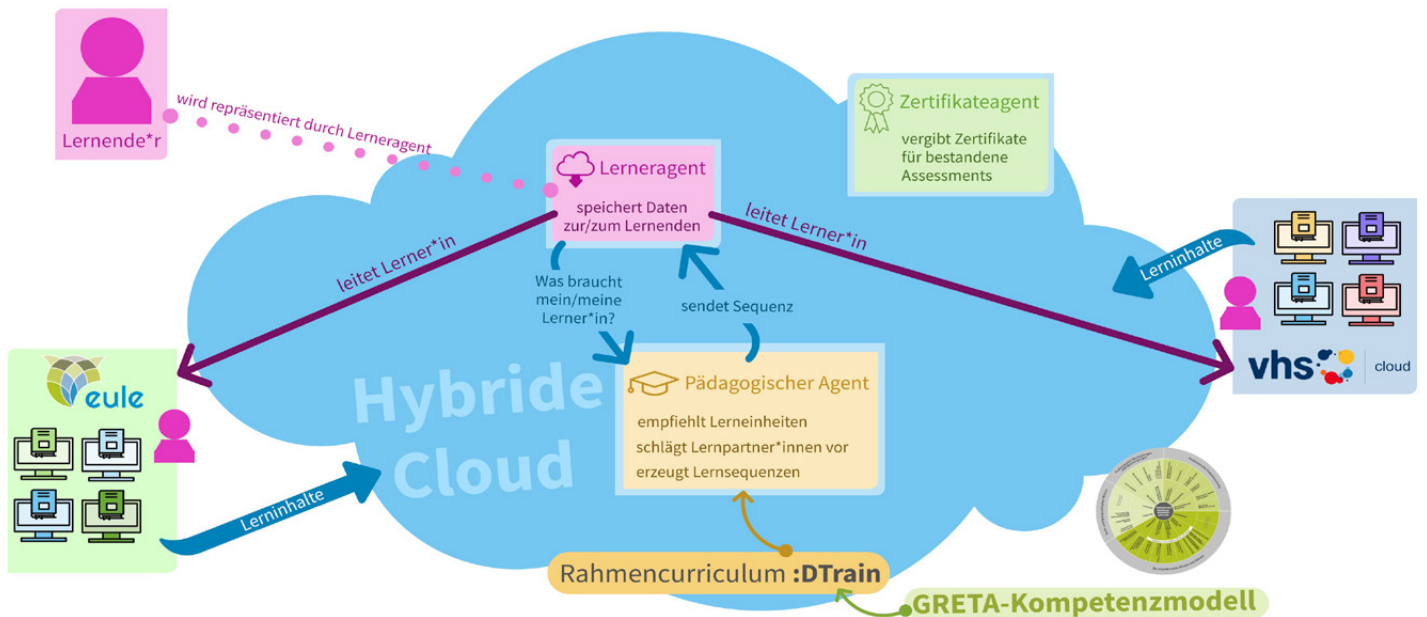 Lernende*r
wird repräsentiert durch Lerneragent
Zertifikateagent
vergibt Zertifikate
für bestandene
Assessments
Lerneragent
speichert Daten
zur/zum Lernenden
leitet Lerner*in
leitet Lerner*in
Lerninhalte
Was braucht
mein/meine
Lerner*in?
sendet Sequenz
vhs cloud
eule
Hybride
Cloud
Pädagogischer Agent
empfiehlt Lerneinheiten
schlägt Lernpartner*innen vor
erzeugt Lernsequenzen
Lerninhalte
Rahmencurriculum :DTrain
GRETA-Kompetenzmodell